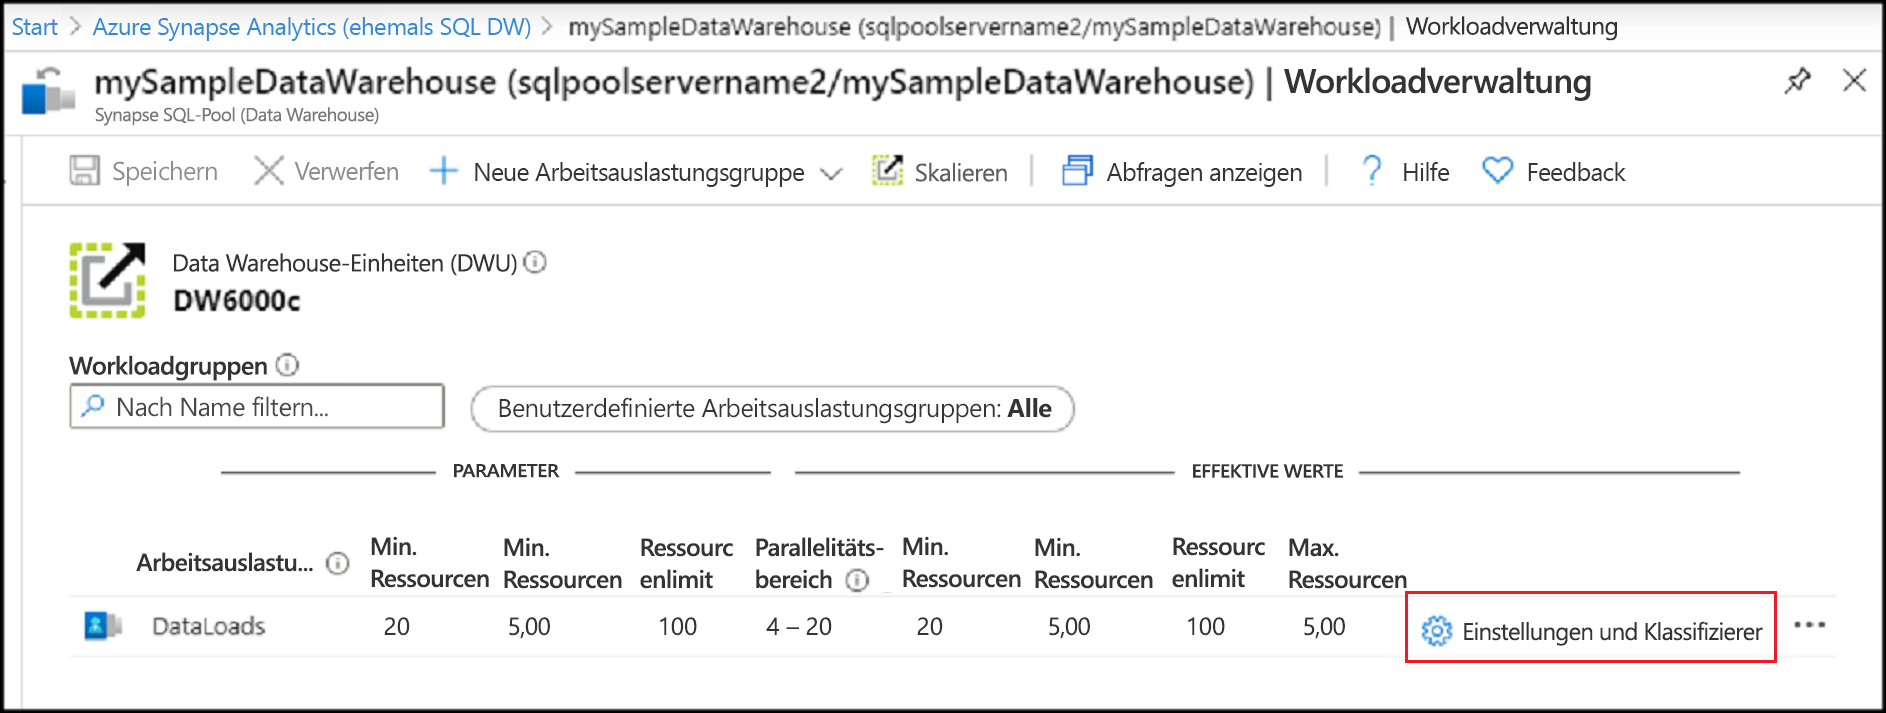 Start > Azure Synapse Analytics (ehemals SQL DW) > mySampleDataWarehouse (sqlpoolservername2/mySampleDataWarehouse) | Workloadverwaltung
mySampleDataWarehouse (sqlpoolservername2/mySampleDataWarehouse) | Workloadverwaltung
Synapse SQL-Pool (Data Warehouse)
Speichern Verwerfen Neue Arbeitsauslastungsgruppe Skalieren Abfragen anzeigen Hilfe Feedback
Data Warehouse-Einheiten (DWU)
DW6000c
Workloadgruppen
Nach Name filtern... Benutzerdefinierte Arbeitsauslastungsgruppen: Alle
PARAMETER EFFEKTIVE WERTE
Min. Min. Ressourc Parallelitäts- Min. Min. Ressourc Max.
Arbeitsauslastu... Ressourcen Ressourcen enlimit bereich Ressourcen Ressourcen enlimit Ressourcen
DataLoads 20 5,00 100 4 – 20 20 5,00 100 5,00 Einstellungen und Klassifizierer ...